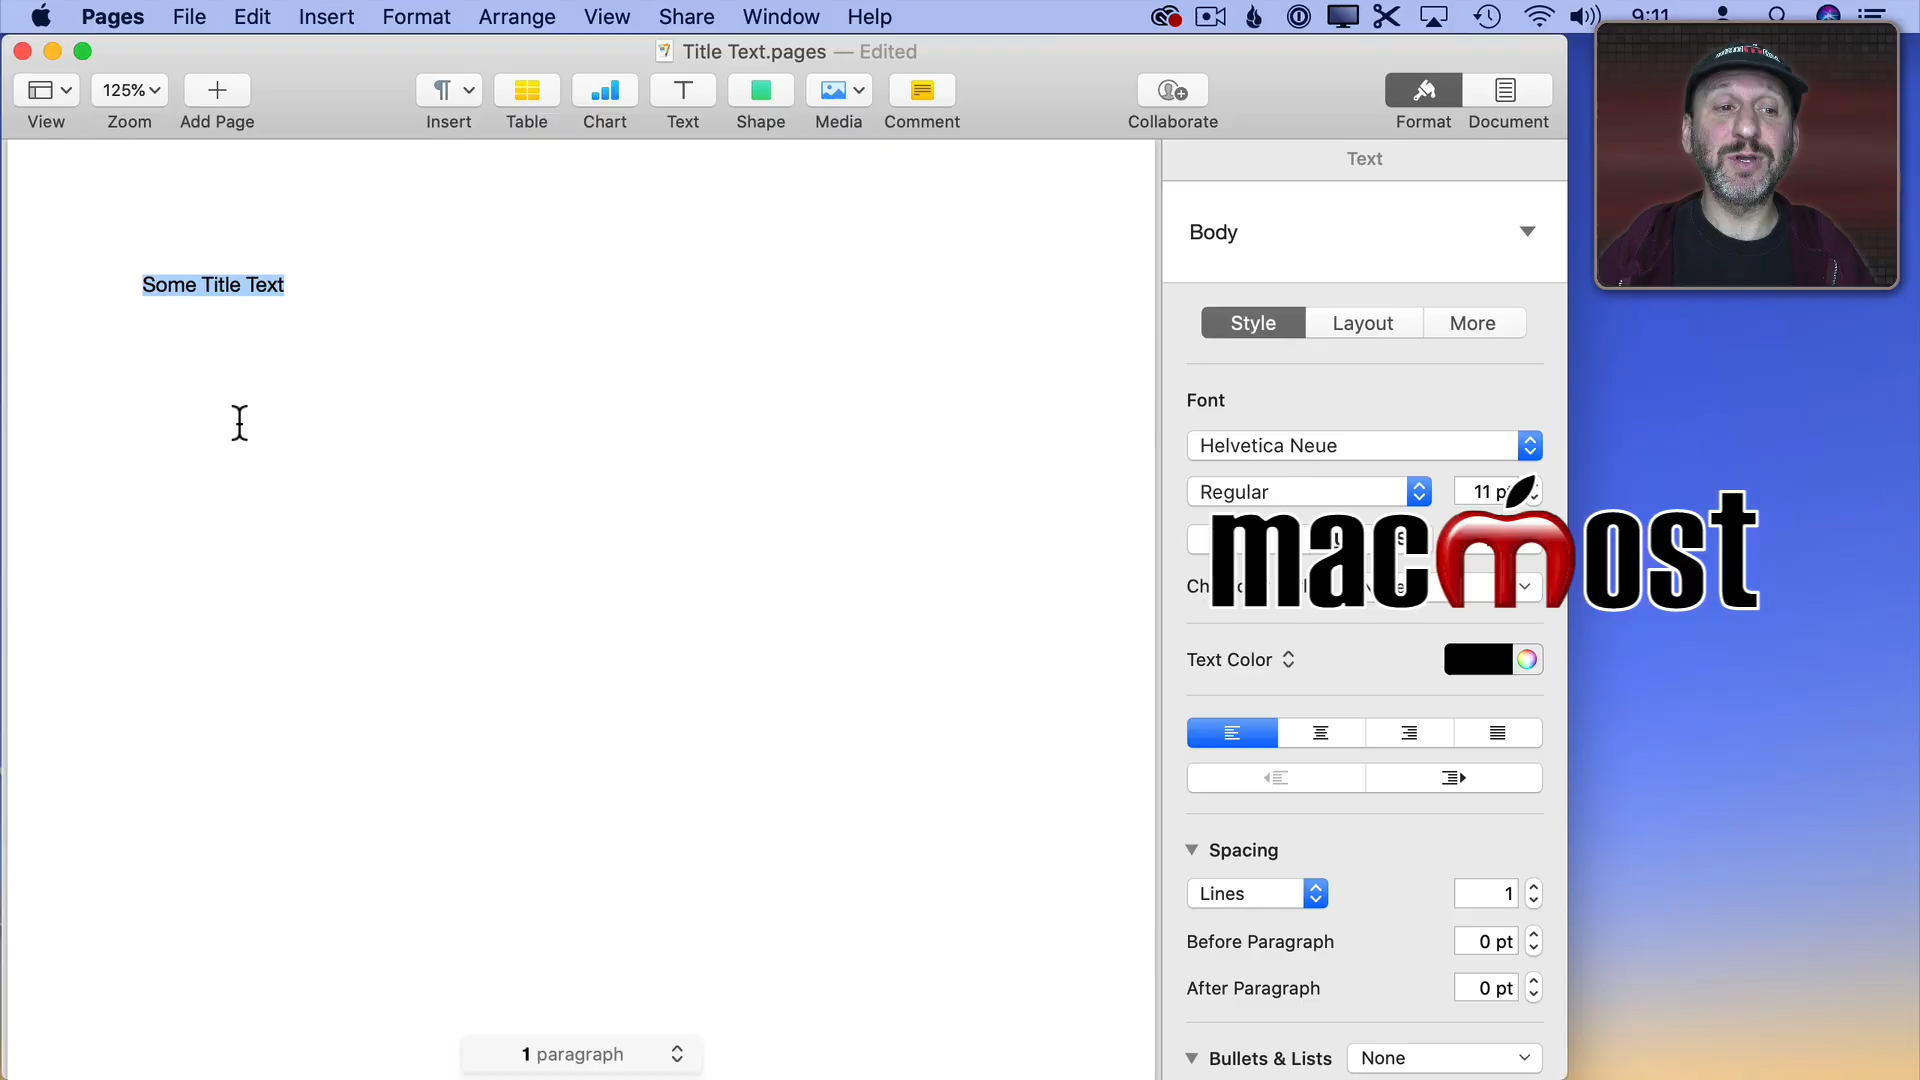 Pages File Edit Insert Format Arrange View Share Window Help 9:11
Title Text.pages — Edited
125%
View Zoom Add Page Insert Table Chart Text Shape Media Comment Collaborate Format Document
Text
Body
Some Title Text
Style Layout More
Font
Helvetica Neue
Regular 11 p
macmost
Text Color
Spacing
Lines 1
Before Paragraph 0 pt
After Paragraph 0 pt
1 paragraph
Bullets & Lists None